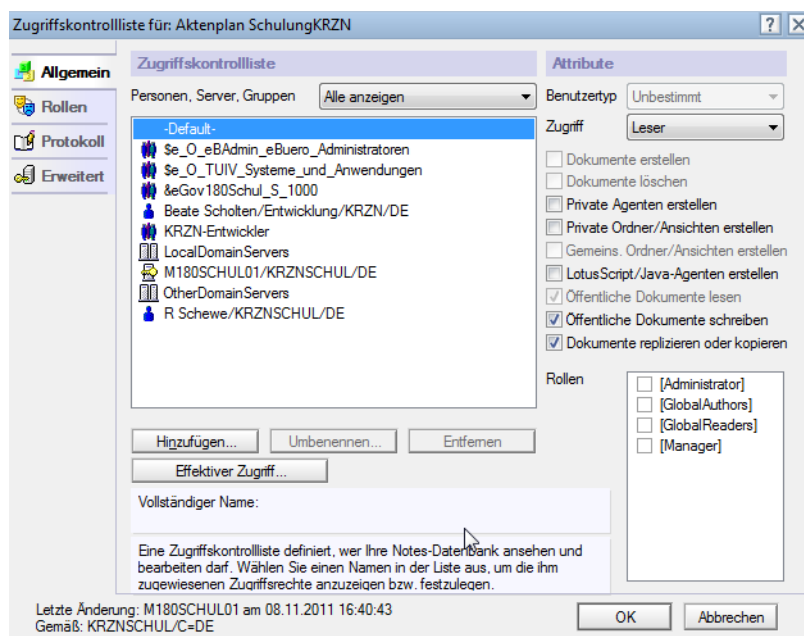 Zugriffskontrollliste für: Aktenplan SchulungKRZN
? X
Allgemein
Rollen
Protokoll
Erweitert
Zugriffskontrollliste
Personen, Server, Gruppen
Alle anzeigen
-Default-
$e_O_eBAdmin_eBuero_Administratoren
$e_O_TUIV_Systeme_und_Anwendungen
&eGov180Schul_S_1000
Beate Scholten/Entwicklung/KRZN/DE
KRZN-Entwickler
LocalDomainServers
M180SCHUL01/KRZNSCHUL/DE
OtherDomainServers
R Schewe/KRZNSCHUL/DE
Hinzufügen...
Umbenennen...
Entfernen
Effektiver Zugriff...
Vollständiger Name:
Eine Zugriffskontrollliste definiert, wer Ihre Notes-Datenbank ansehen und
bearbeiten darf. Wählen Sie einen Namen in der Liste aus, um die ihm
zugewiesenen Zugriffsrechte anzuzeigen bzw. festzulegen.
Attribute
Benutzertyp
Unbestimmt
Zugriff
Leser
Dokumente erstellen
Dokumente löschen
Private Agenten erstellen
Private Ordner/Ansichten erstellen
Gemeins. Ordner/Ansichten erstellen
LotusScript/Java-Agenten erstellen
Öffentliche Dokumente lesen
Öffentliche Dokumente schreiben
Dokumente replizieren oder kopieren
Rollen
[Administrator]
[GlobalAuthors]
[GlobalReaders]
[Manager]
Letzte Änderung: M180SCHUL01 am 08.11.2011 16:40:43
Gemäß: KRZNSCHUL/C=DE
OK
Abbrechen